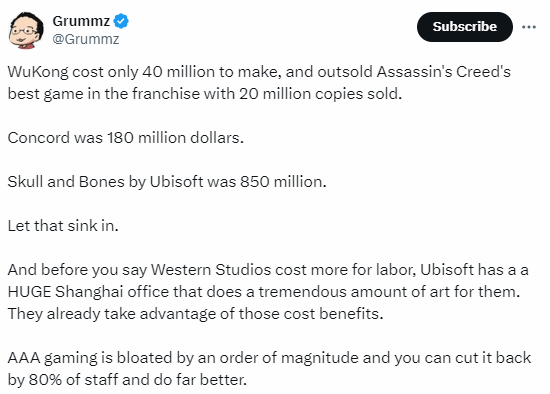 Grummz
@Grummz
Subscribe
WuKong cost only 40 million to make, and outsold Assassin's Creed's
best game in the franchise with 20 million copies sold.
Concord was 180 million dollars.
Skull and Bones by Ubisoft was 850 million.
Let that sink in.
And before you say Western Studios cost more for labor, Ubisoft has a a
HUGE Shanghai office that does a tremendous amount of art for them.
They already take advantage of those cost benefits.
AAA gaming is bloated by an order of magnitude and you can cut it back
by 80% of staff and do far better.